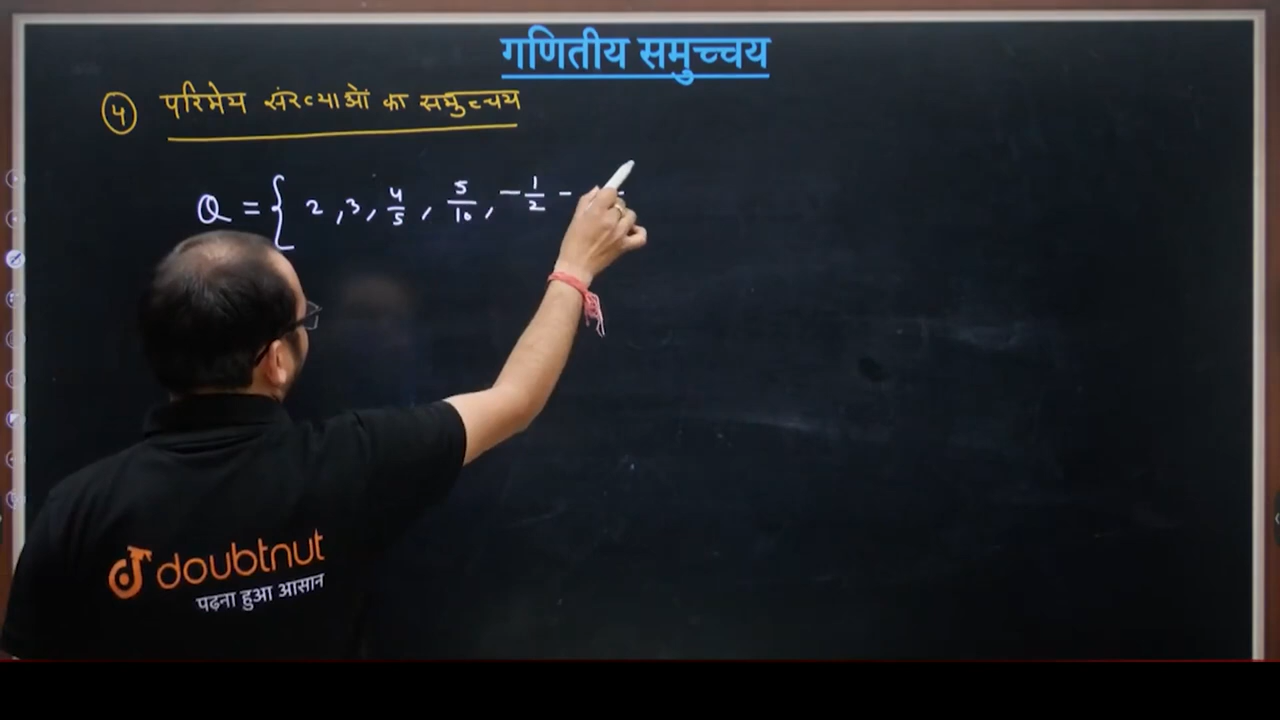 गणितीय समुच्चय
④ परिमेय संख्याओं का समुच्चय
Q = { 2, 3, 4/5, 5/10, -1/2 - -
doubtnut
पढ़ना हुआ आसान